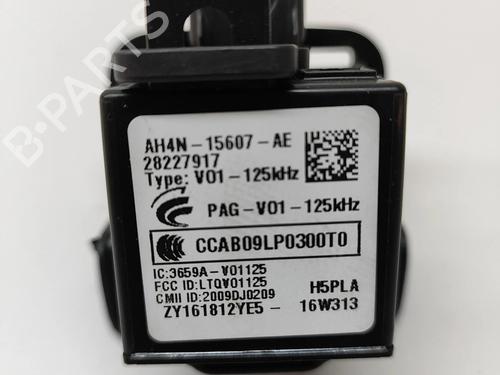 AH4N-15607-AE
28227917
Type: V01-125kHz
PAG-V01-125kHz
CCAB09LP0300T0
IC:3659A-V01125
FCC ID:LTQV01125
CMII ID:2009DJ0209
H5PLA
ZY161812YE5- 16W313
B-PARTS